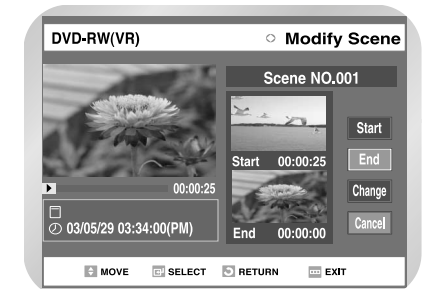 DVD-RW(VR)
Modify Scene
Scene NO.001
Start 00:00:25
00:00:25
03/05/29 03:34:00(PM)
End 00:00:00
Start
End
Change
Cancel
MOVE SELECT RETURN EXIT